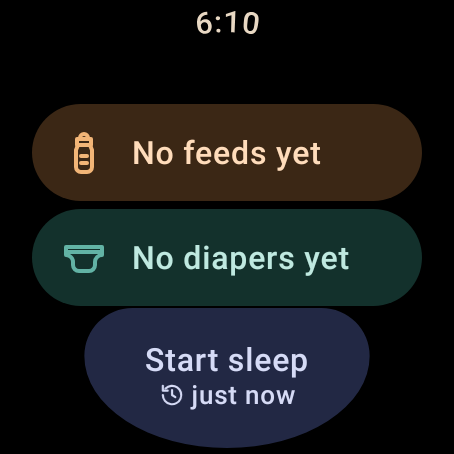 6:10
No feeds yet
No diapers yet
Start sleep
just now